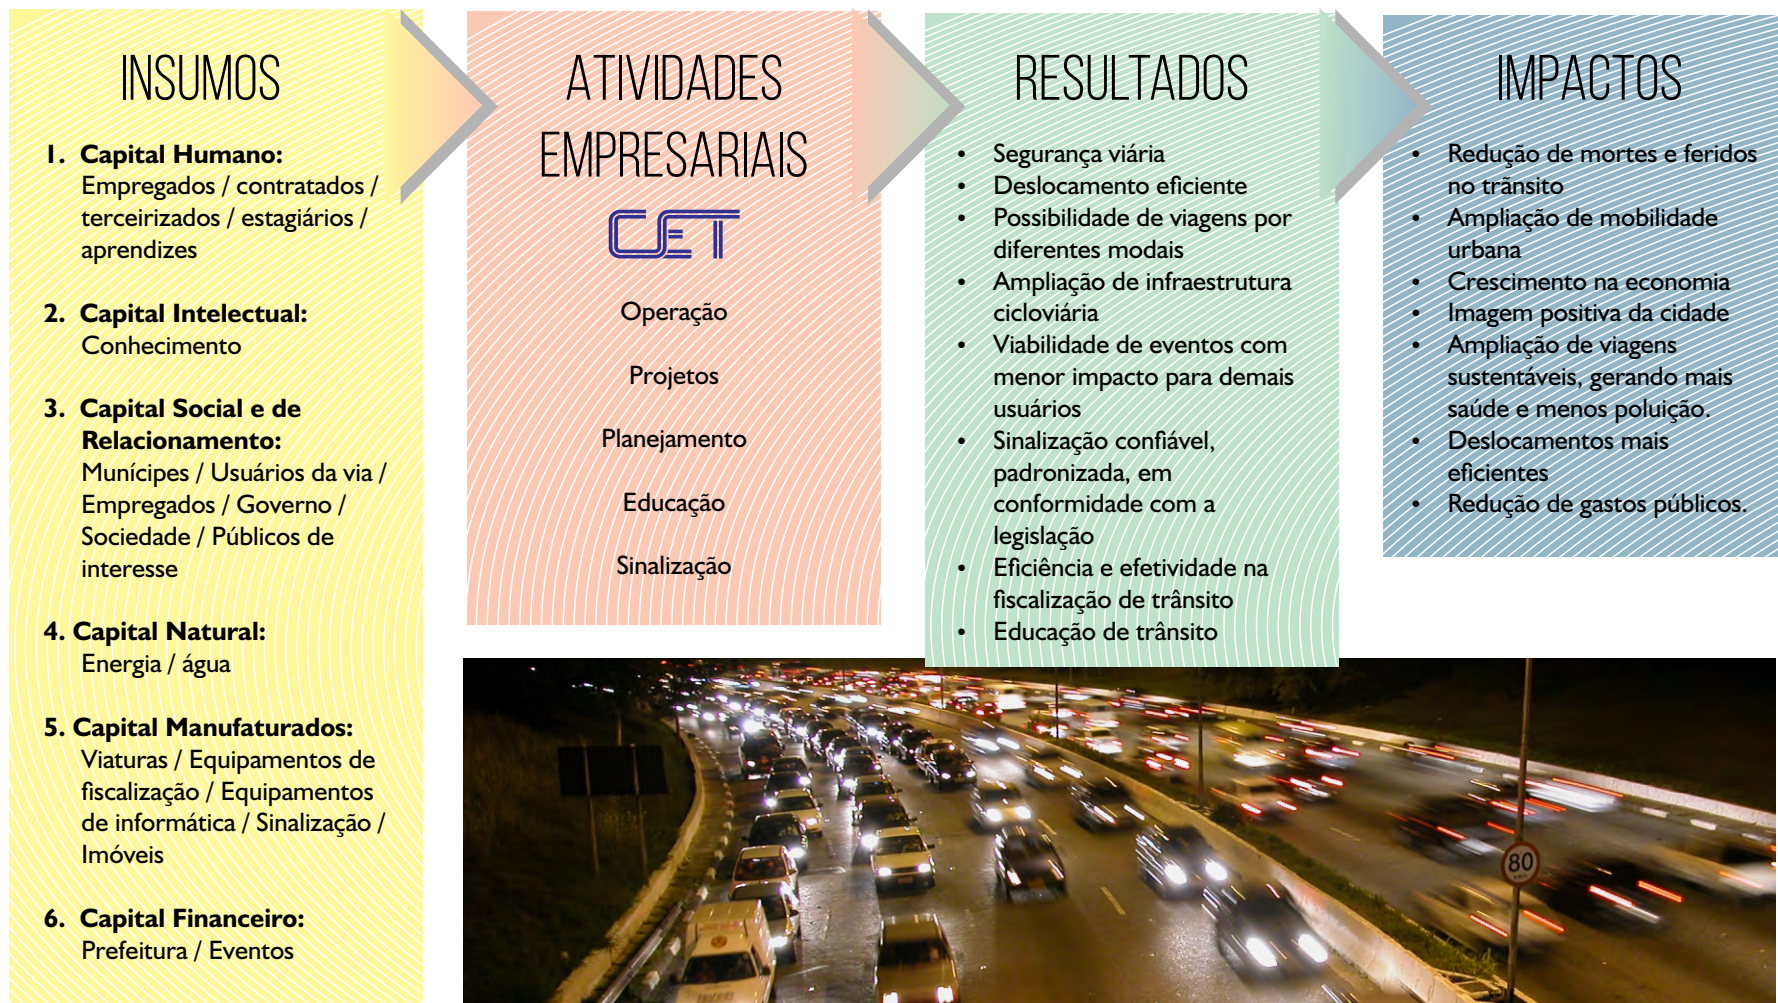 INSUMOS
1. Capital Humano:
Empregados / contratados /
terceirizados / estagiários /
aprendizes
2. Capital Intelectual:
Conhecimento
3. Capital Social e de
Relacionamento:
Munícipes / Usuários da via /
Empregados / Governo /
Sociedade / Públicos de
interesse
4. Capital Natural:
Energia / água
5. Capital Manufaturados:
Viaturas / Equipamentos de
fiscalização / Equipamentos
de informática / Sinalização /
Imóveis
6. Capital Financeiro:
Prefeitura / Eventos
ATIVIDADES
EMPRESARIAIS
CET
Operação
Projetos
Planejamento
Educação
Sinalização
RESULTADOS
• Segurança viária
• Deslocamento eficiente
• Possibilidade de viagens por
diferentes modais
• Ampliação de infraestrutura
cicloviária
• Viabilidade de eventos com
menor impacto para demais
usuários
• Sinalização confiável,
padronizada, em
conformidade com a
legislação
• Eficiência e efetividade na
fiscalização de trânsito
• Educação de trânsito
IMPACTOS
• Redução de mortes e feridos
no trãnsito
• Ampliação de mobilidade
urbana
• Crescimento na economia
• Imagem positiva da cidade
• Ampliação de viagens
sustentáveis, gerando mais
saúde e menos poluição.
• Deslocamentos mais
eficientes
• Redução de gastos públicos.
80